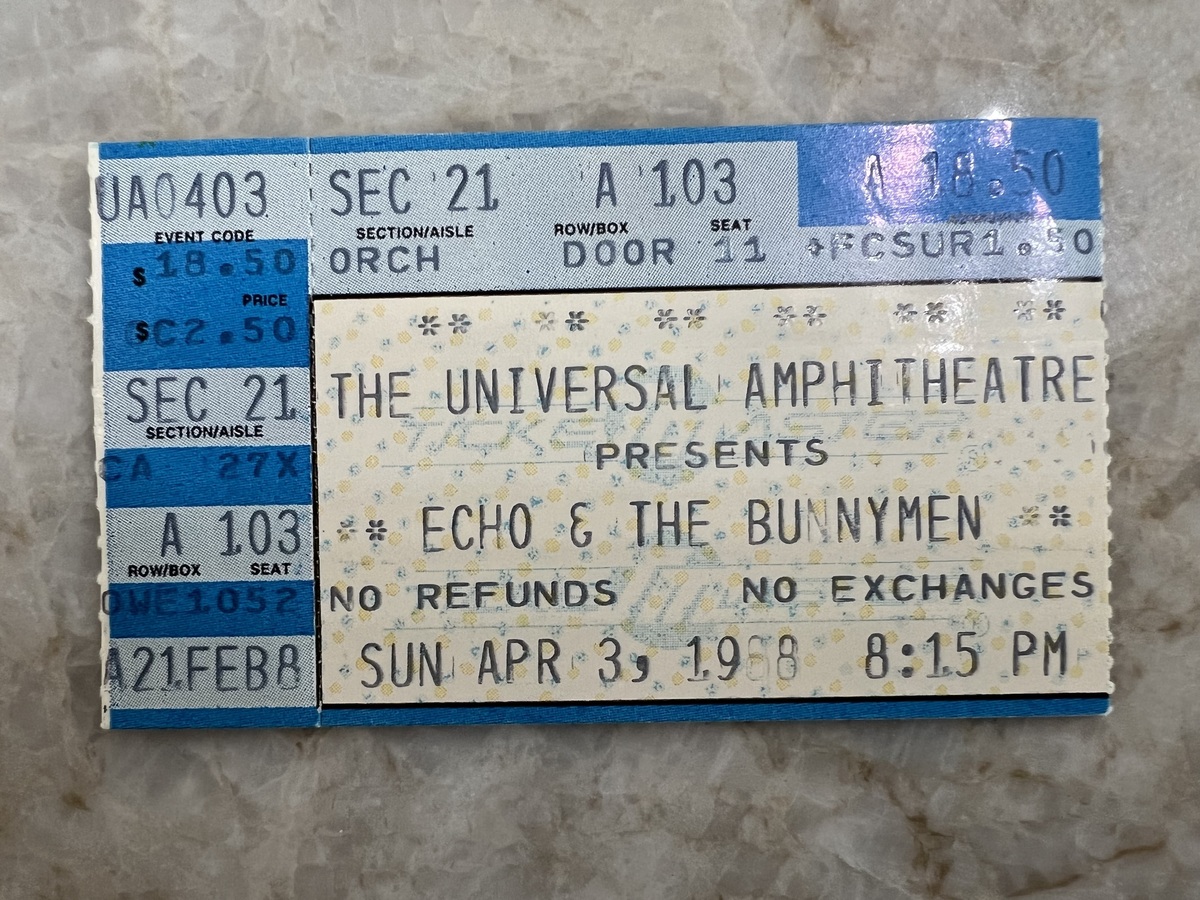 UA0403
EVENT CODE
$ 18.50
PRICE
$C2.50
SEC 21
SECTION/AISLE
CA 27X
A 103
ROW/BOX SEAT
OWE1052
A21FEB8
SEC 21 A 103 A 18.50
SECTION/AISLE ROW/BOX SEAT
ORCH DOOR 11 +FCSUR1.50
** ** ** ** ** **
THE UNIVERSAL AMPHITHEATRE
TICKETMASTER
PRESENTS
** ECHO & THE BUNNYMEN **
NO REFUNDS NO EXCHANGES
SUN APR 3, 1988 8:15 PM